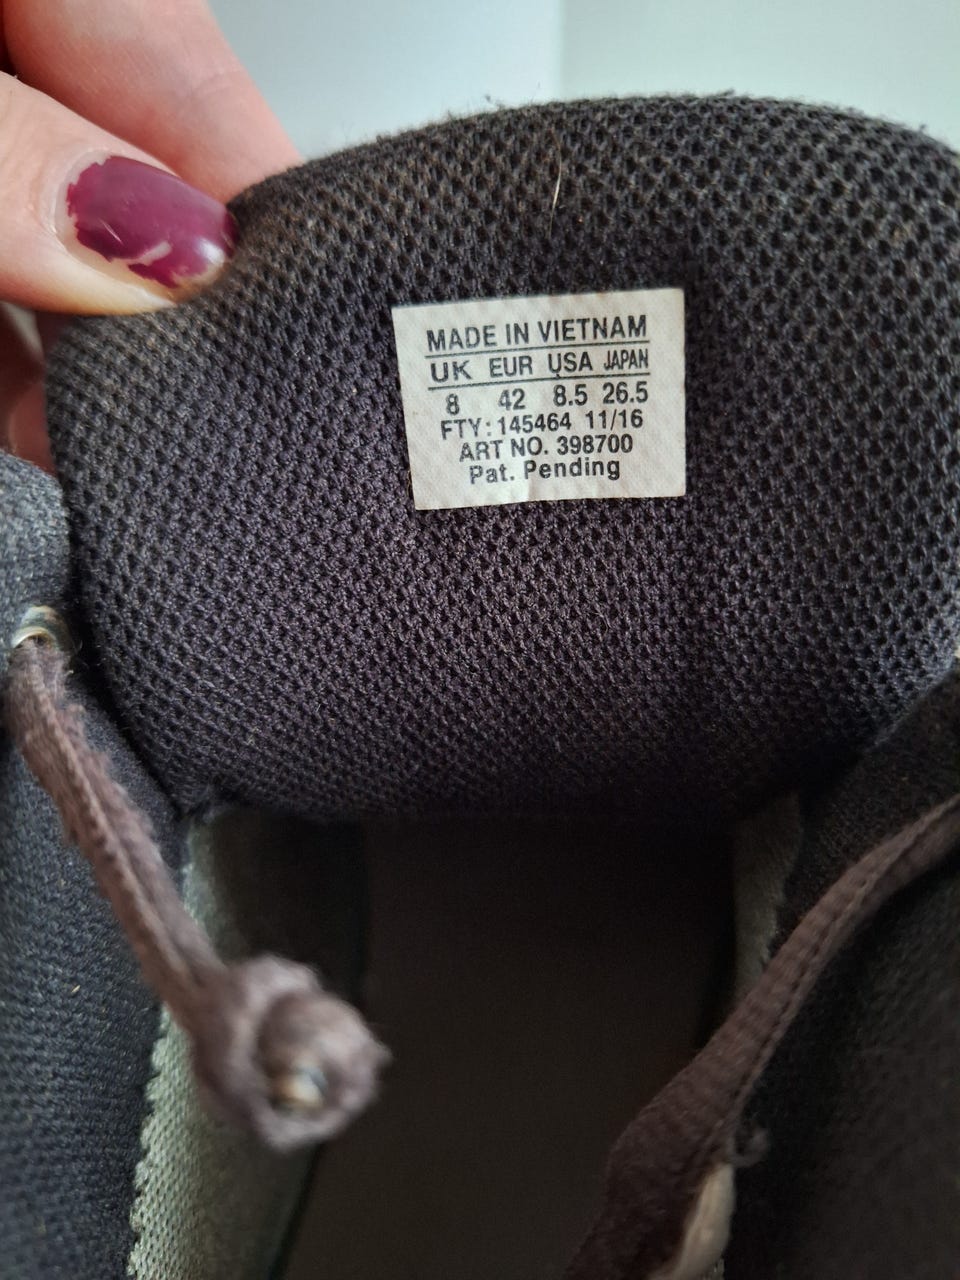 MADE IN VIETNAM
UK EUR USA JAPAN
8 42 8.5 26.5
FTY: 145464 11/16
ART NO. 398700
Pat. Pending